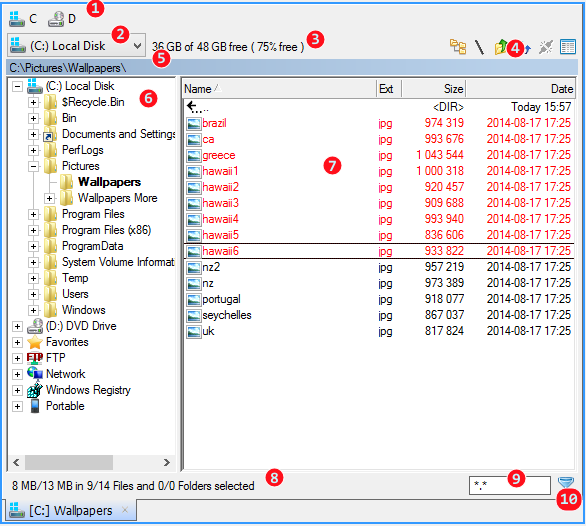 C D 1
(C:) Local Disk 2 36 GB of 48 GB free ( 75% free ) 3 4
5
C:\Pictures\Wallpapers\
(C:) Local Disk 6
$Recycle.Bin
Bin
Documents and Settings
PerfLogs
Pictures
Wallpapers
Wallpapers More
Program Files
Program Files (x86)
ProgramData
System Volume Informat
Temp
Users
Windows
(D:) DVD Drive
Favorites
FTP FTP
Network
Windows Registry
Portable
Name Ext Size Date
.. <DIR> Today 15:57
brazil jpg 974 319 2014-08-17 17:25
ca jpg 993 676 2014-08-17 17:25
greece jpg 1 043 544 2014-08-17 17:25
7
hawaii1 jpg 1 000 318 2014-08-17 17:25
hawaii2 jpg 920 457 2014-08-17 17:25
hawaii3 jpg 909 688 2014-08-17 17:25
hawaii4 jpg 993 940 2014-08-17 17:25
hawaii5 jpg 836 606 2014-08-17 17:25
hawaii6 jpg 933 822 2014-08-17 17:25
nz2 jpg 957 219 2014-08-17 17:25
nz jpg 973 389 2014-08-17 17:25
portugal jpg 918 077 2014-08-17 17:25
seychelles jpg 867 037 2014-08-17 17:25
uk jpg 817 824 2014-08-17 17:25
8 MB/13 MB in 9/14 Files and 0/0 Folders selected 8 *.* 9
10
[C:] Wallpapers ×